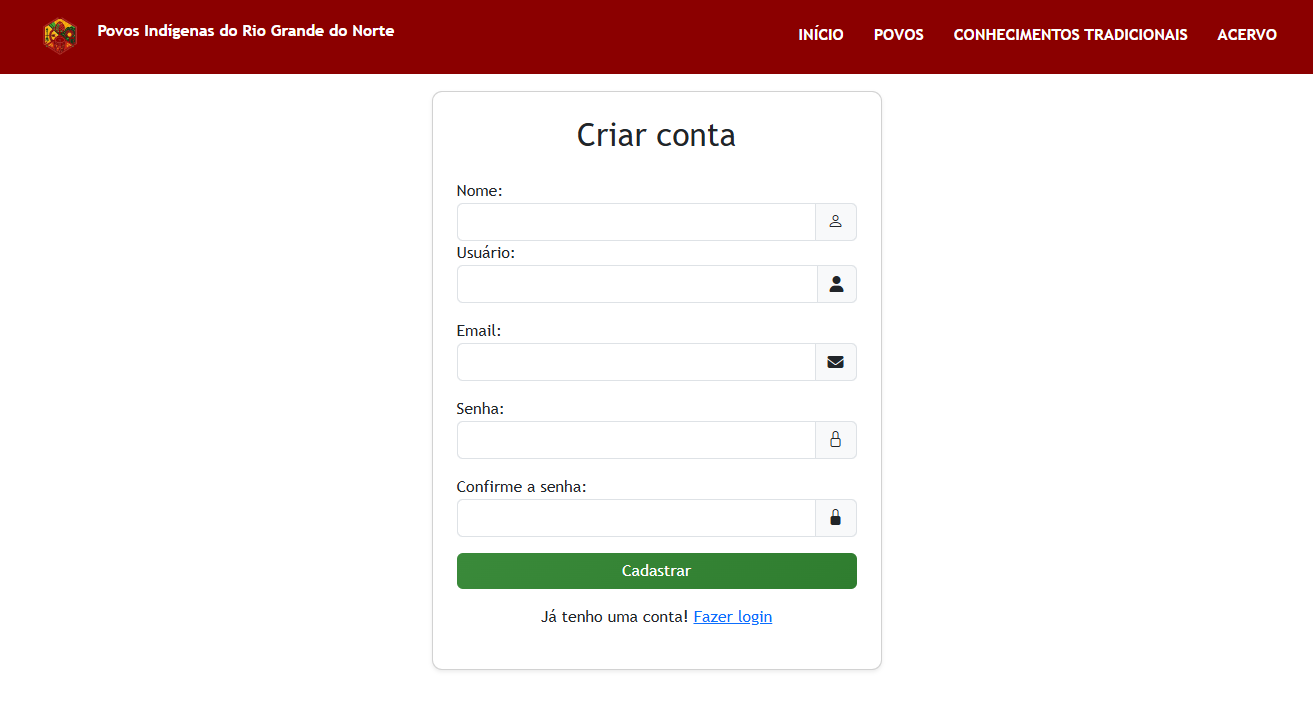 Povos Indígenas do Rio Grande do Norte
INÍCIO POVOS CONHECIMENTOS TRADICIONAIS ACERVO
Criar conta
Nome:
Usuário:
Email:
Senha:
Confirme a senha:
Cadastrar
Já tenho uma conta! Fazer login